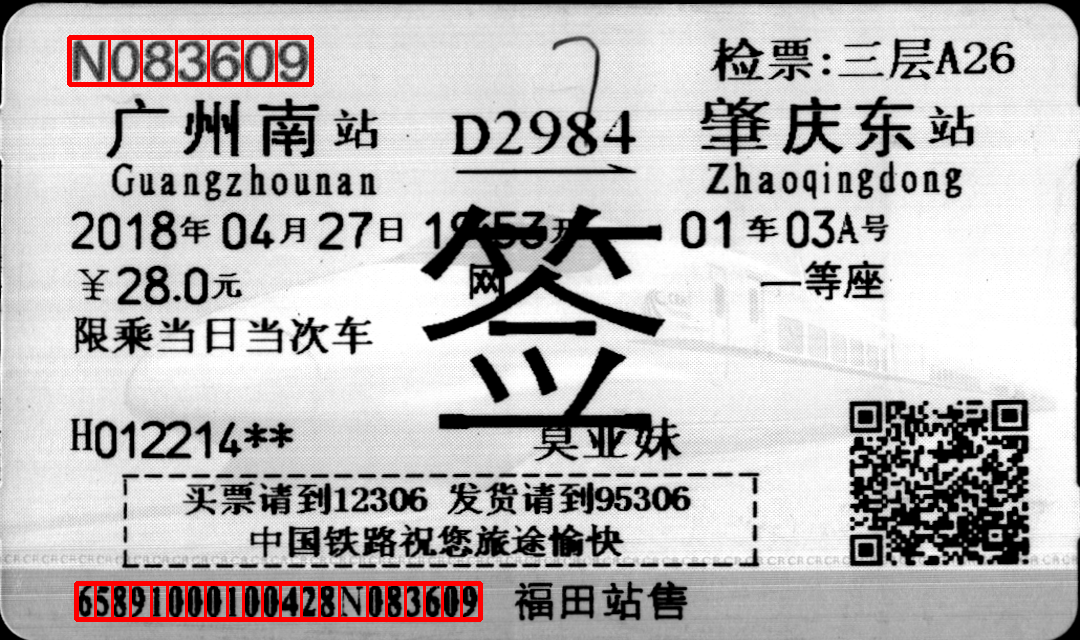 N083609 检票:三层A26
广州南站 D2984 肇庆东站
Guangzhounan Zhaoqingdong
2018年04月27日 开 01车03A号
¥28.0元 网 一等座
签
限乘当日当次车
H012214** 莫亚妹
买票请到12306 发货请到95306
中国铁路祝您旅途愉快
65891000100428N083609 福田站售